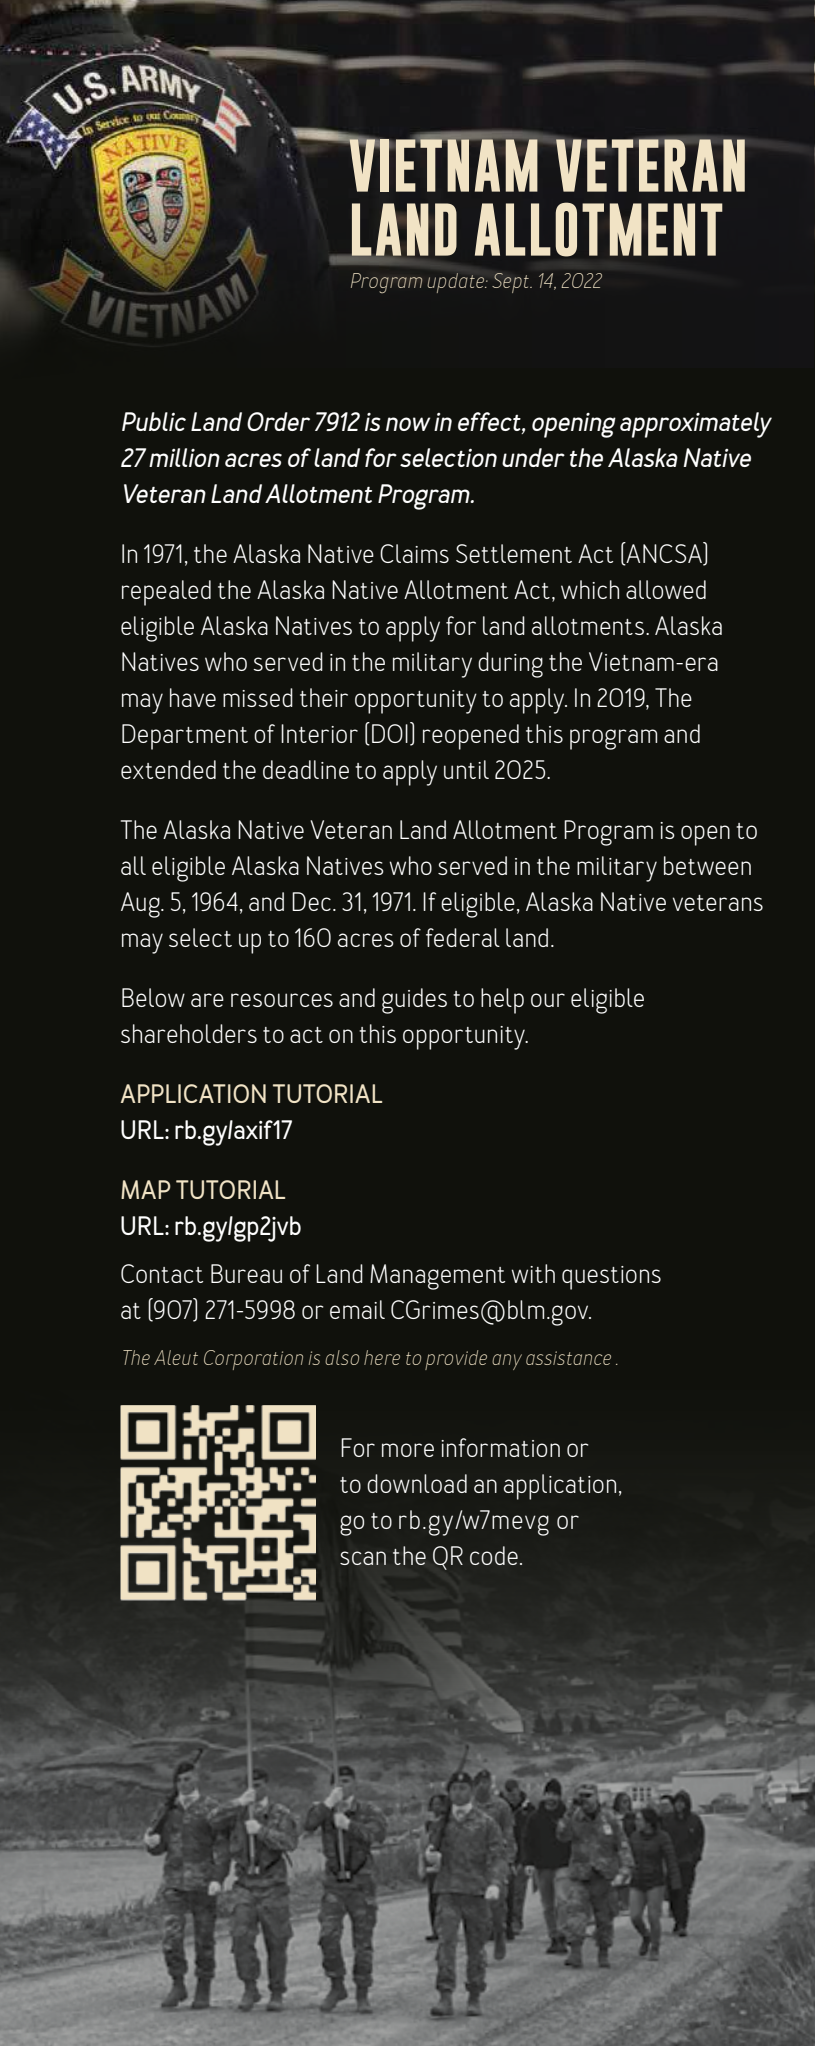 U.S. ARMY
In Service to our Country
ALASKA NATIVE VETERAN
S.E.
VIETNAM
VIETNAM VETERAN
LAND ALLOTMENT
Program update: Sept. 14, 2022
Public Land Order 7912 is now in effect, opening approximately
27 million acres of land for selection under the Alaska Native
Veteran Land Allotment Program.
In 1971, the Alaska Native Claims Settlement Act (ANCSA)
repealed the Alaska Native Allotment Act, which allowed
eligible Alaska Natives to apply for land allotments. Alaska
Natives who served in the military during the Vietnam-era
may have missed their opportunity to apply. In 2019, The
Department of Interior (DOI) reopened this program and
extended the deadline to apply until 2025.
The Alaska Native Veteran Land Allotment Program is open to
all eligible Alaska Natives who served in the military between
Aug. 5, 1964, and Dec. 31, 1971. If eligible, Alaska Native veterans
may select up to 160 acres of federal land.
Below are resources and guides to help our eligible
shareholders to act on this opportunity.
APPLICATION TUTORIAL
URL: rb.gy/axif17
MAP TUTORIAL
URL: rb.gy/gp2jvb
Contact Bureau of Land Management with questions
at (907) 271-5998 or email CGrimes@blm.gov.
The Aleut Corporation is also here to provide any assistance .
For more information or
to download an application,
go to rb.gy/w7mevg or
scan the QR code.